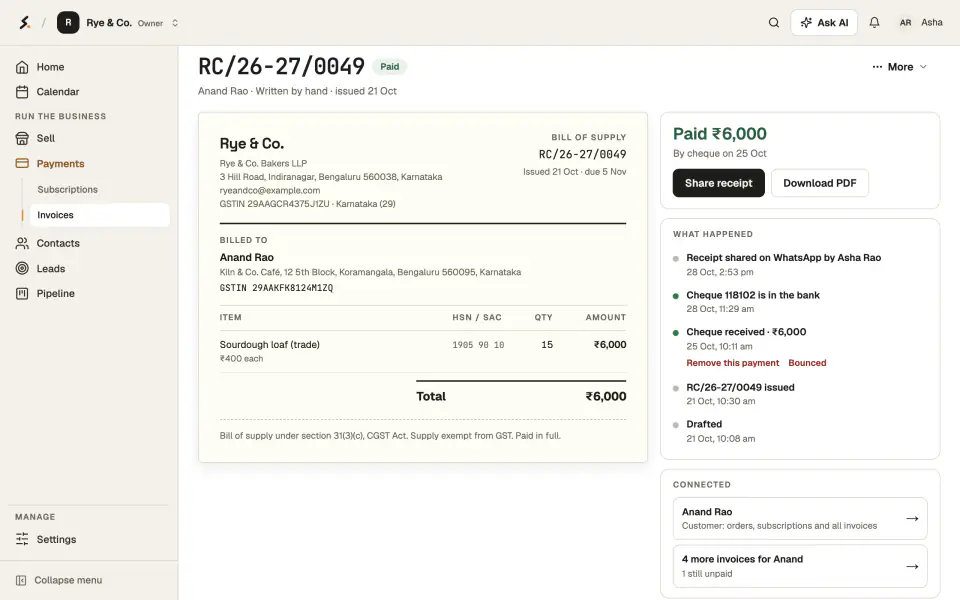 / R Rye & Co. Owner
Ask AI
AR Asha
Home
Calendar
RUN THE BUSINESS
Sell
Payments
Subscriptions
Invoices
Contacts
Leads
Pipeline
MANAGE
Settings
Collapse menu
RC/26-27/0049 Paid
Anand Rao · Written by hand · issued 21 Oct
··· More
Rye & Co.
Rye & Co. Bakers LLP
3 Hill Road, Indiranagar, Bengaluru 560038, Karnataka
ryeandco@example.com
GSTIN 29AAGCR4375J1ZU · Karnataka (29)
BILL OF SUPPLY
RC/26-27/0049
Issued 21 Oct · due 5 Nov
BILLED TO
Anand Rao
Kiln & Co. Café, 12 5th Block, Koramangala, Bengaluru 560095, Karnataka
GSTIN 29AAKFK8124M1ZQ
ITEM HSN / SAC QTY AMOUNT
Sourdough loaf (trade) 1905 90 10 15 ₹6,000
₹400 each
Total ₹6,000
Bill of supply under section 31(3)(c), CGST Act. Supply exempt from GST. Paid in full.
Paid ₹6,000
By cheque on 25 Oct
Share receipt Download PDF
WHAT HAPPENED
Receipt shared on WhatsApp by Asha Rao
28 Oct, 2:53 pm
Cheque 118102 is in the bank
28 Oct, 11:29 am
Cheque received · ₹6,000
25 Oct, 10:11 am
Remove this payment Bounced
RC/26-27/0049 issued
21 Oct, 10:30 am
Drafted
21 Oct, 10:08 am
CONNECTED
Anand Rao
Customer: orders, subscriptions and all invoices
4 more invoices for Anand
1 still unpaid